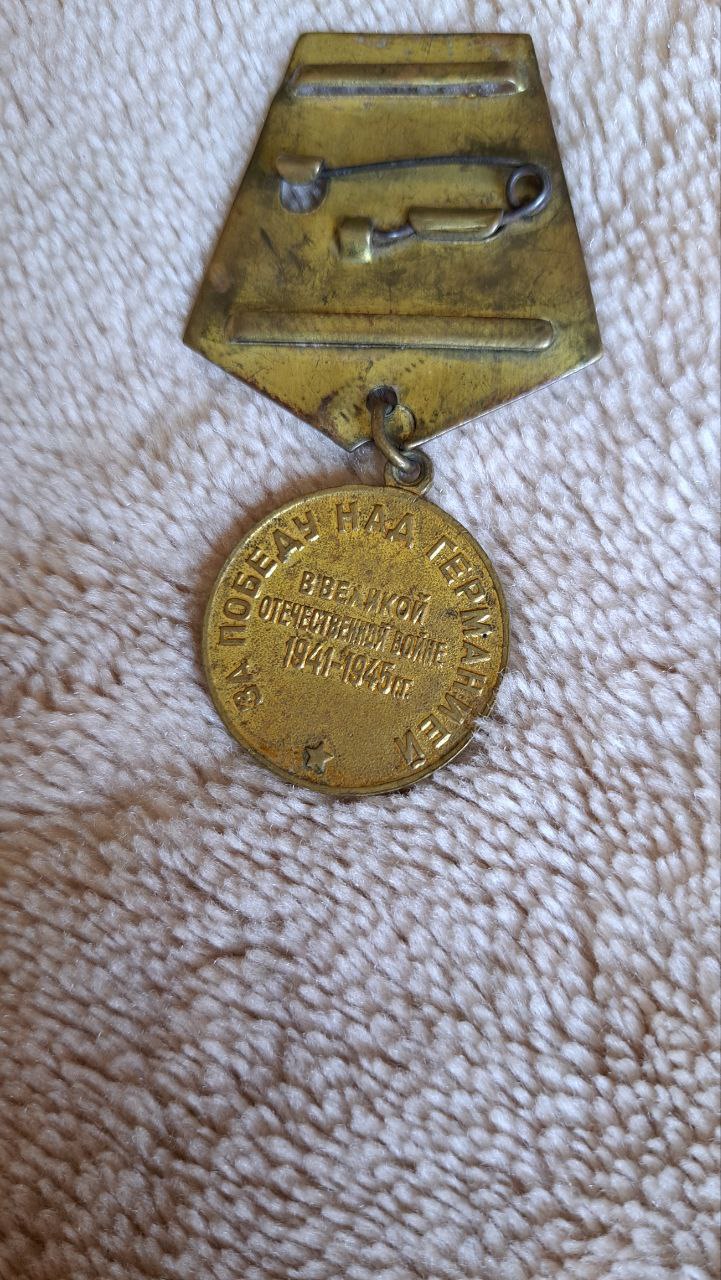 ЗА ПОБЕДУ НАД ГЕРМАНИЕЙ
В ВЕЛИКОЙ
ОТЕЧЕСТВЕННОЙ ВОЙНЕ
1941-1945 гг.